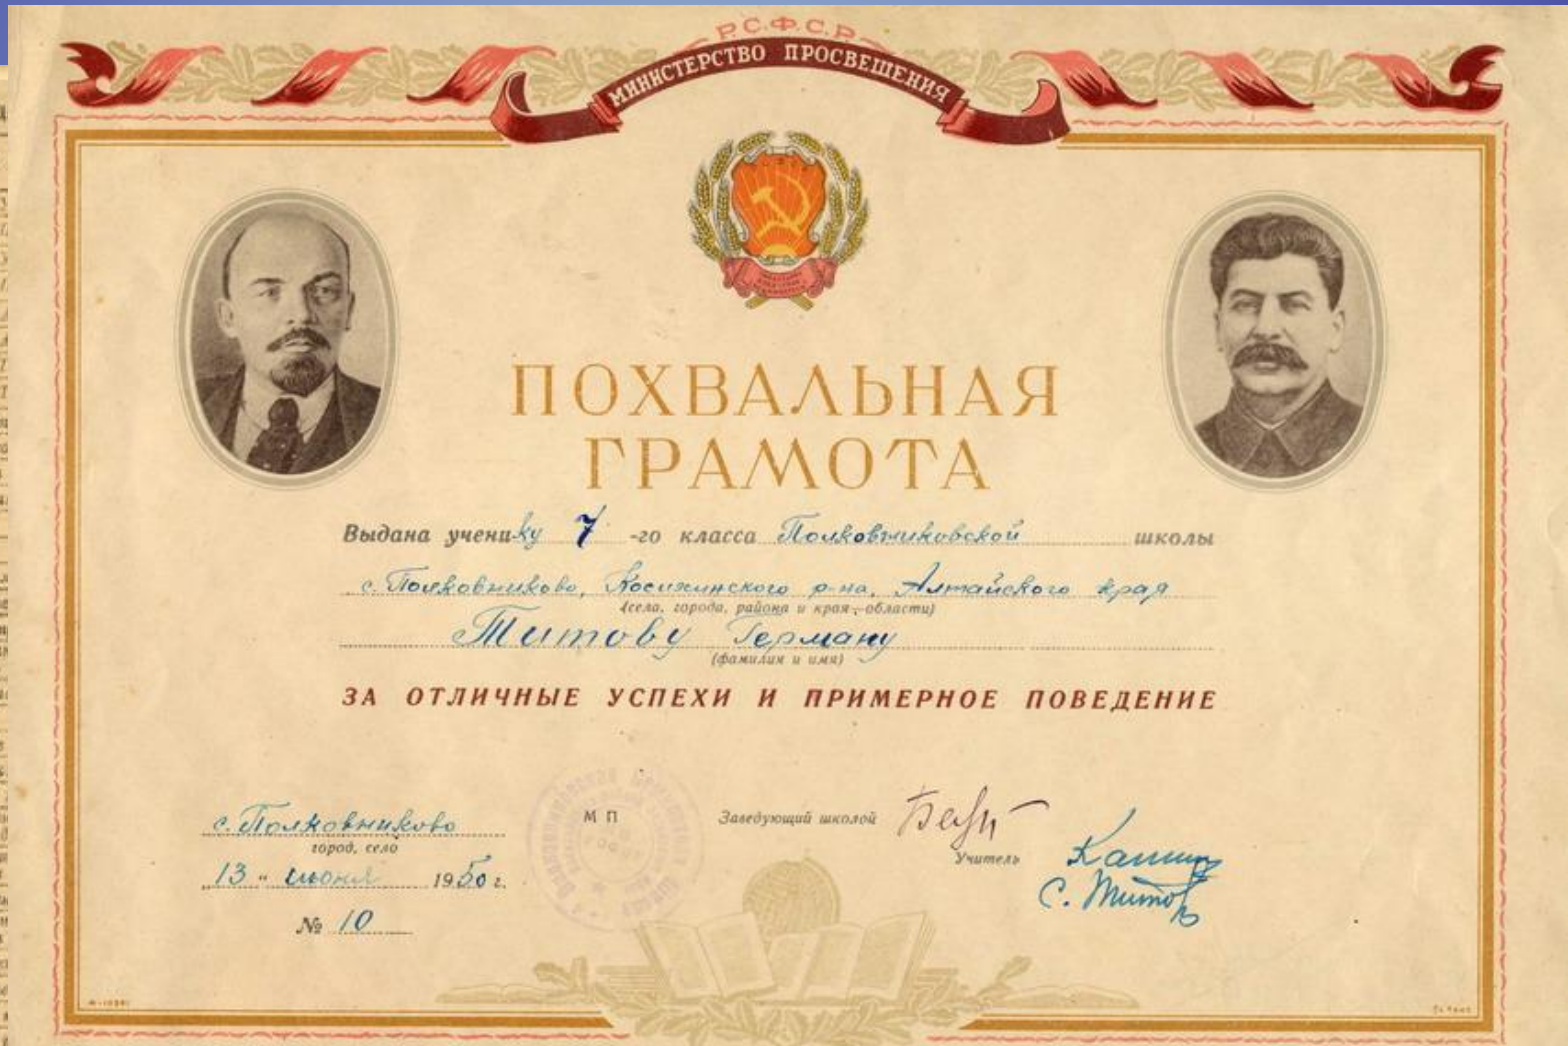 Р.С.Ф.С.Р.
МИНИСТЕРСТВО ПРОСВЕЩЕНИЯ
ПОХВАЛЬНАЯ
ГРАМОТА
Выдана ученику 7-го класса Полковниковской школы
с. Полковниково, Косихинского р-на, Алтайского края
(села, города, района и края, области)
Титову Герману
(фамилия и имя)
ЗА ОТЛИЧНЫЕ УСПЕХИ И ПРИМЕРНОЕ ПОВЕДЕНИЕ
с. Полковниково
город, село
М П
Заведующий школой
Учитель
"13" июня 1950 г.
С. Титов
№ 10